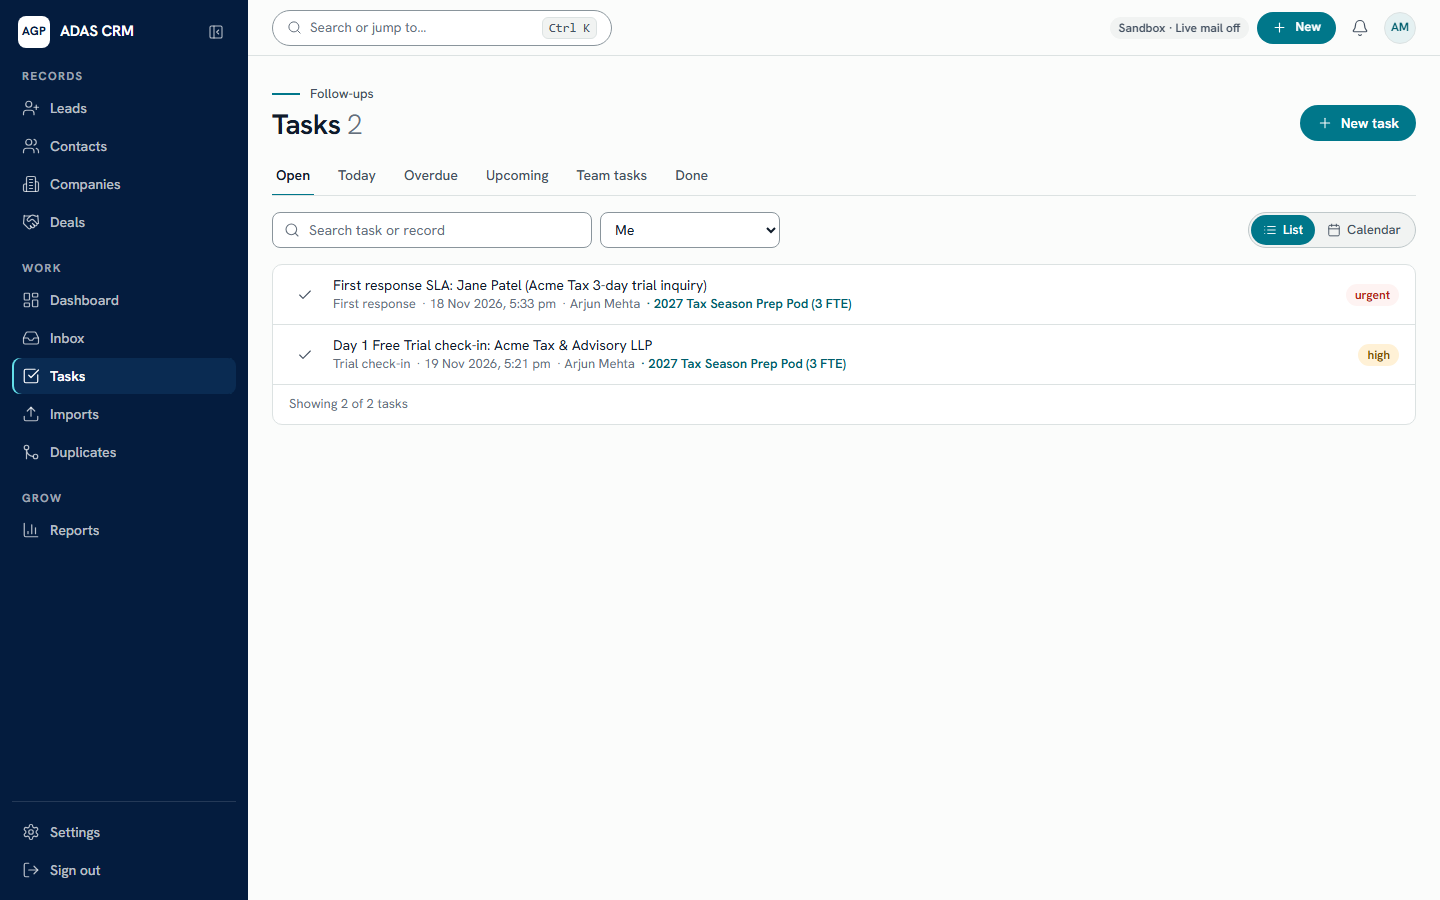 AGP ADAS CRM
RECORDS
Leads
Contacts
Companies
Deals
WORK
Dashboard
Inbox
Tasks
Imports
Duplicates
GROW
Reports
Settings
Sign out
Search or jump to... Ctrl K
Sandbox · Live mail off
+ New
AM
Follow-ups
Tasks 2
+ New task
Open Today Overdue Upcoming Team tasks Done
Search task or record
Me
List Calendar
First response SLA: Jane Patel (Acme Tax 3-day trial inquiry)
First response · 18 Nov 2026, 5:33 pm · Arjun Mehta · 2027 Tax Season Prep Pod (3 FTE)
urgent
Day 1 Free Trial check-in: Acme Tax & Advisory LLP
Trial check-in · 19 Nov 2026, 5:21 pm · Arjun Mehta · 2027 Tax Season Prep Pod (3 FTE)
high
Showing 2 of 2 tasks